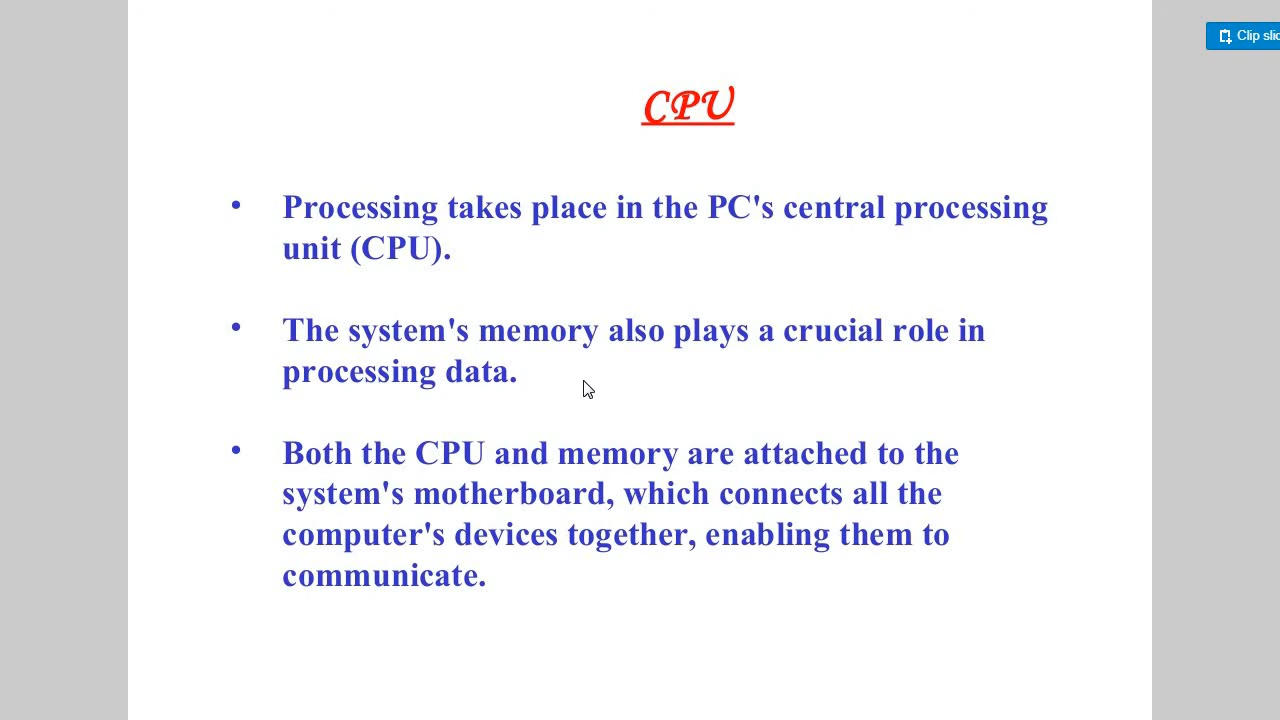 Clip slic
CPU
• Processing takes place in the PC's central processing
unit (CPU).
• The system's memory also plays a crucial role in
processing data.
• Both the CPU and memory are attached to the
system's motherboard, which connects all the
computer's devices together, enabling them to
communicate.